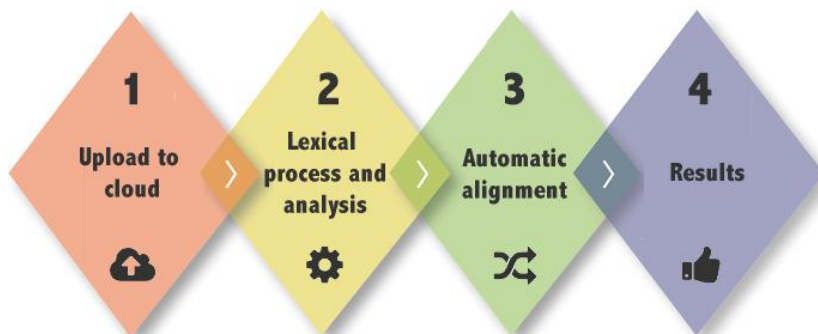 1
Upload to
cloud
2
Lexical
process and
analysis
3
Automatic
alignment
4
Results